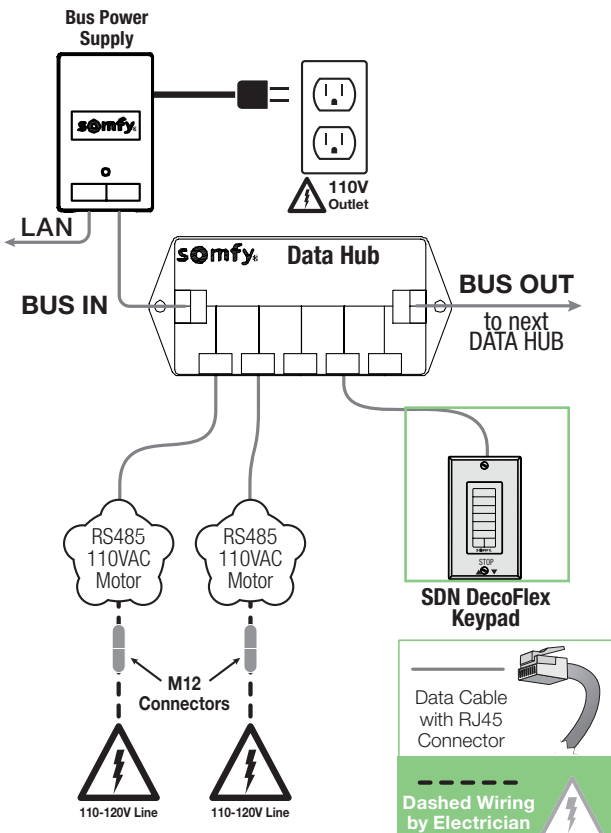 Bus Power
Supply
somfy®
110V
Outlet
LAN
somfy®
Data Hub
BUS IN
BUS OUT
to next
DATA HUB
RS485
110VAC
Motor
RS485
110VAC
Motor
SOMFY®
STOP
SDN DecoFlex
Keypad
M12
Connectors
110-120V Line
110-120V Line
Data Cable
with RJ45
Connector
Dashed Wiring
by Electrician